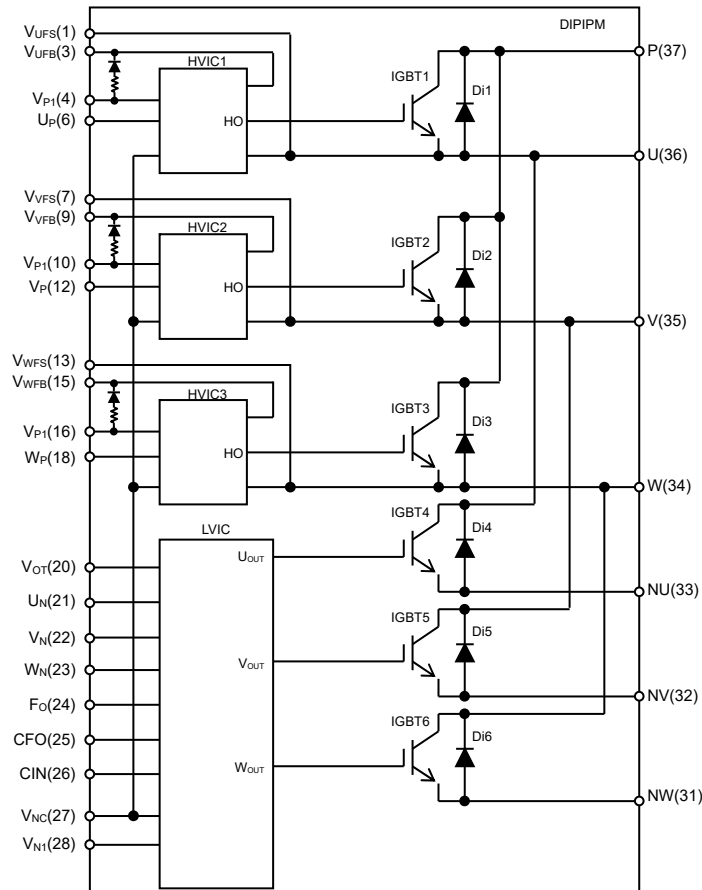 DIPIPM
VUFS(1)
VUFB(3)
HVIC1
IGBT1
Di1
P(37)
VP1(4)
UP(6)
HO
U(36)
VVFS(7)
VVFB(9)
HVIC2
IGBT2
Di2
VP1(10)
VP(12)
HO
V(35)
VWFS(13)
VWFB(15)
HVIC3
IGBT3
Di3
VP1(16)
WP(18)
HO
W(34)
LVIC
IGBT4
Di4
UOUT
VOT(20)
NU(33)
UN(21)
IGBT5
Di5
VN(22)
VOUT
WN(23)
NV(32)
FO(24)
IGBT6
Di6
CFO(25)
WOUT
CIN(26)
NW(31)
VNC(27)
VN1(28)